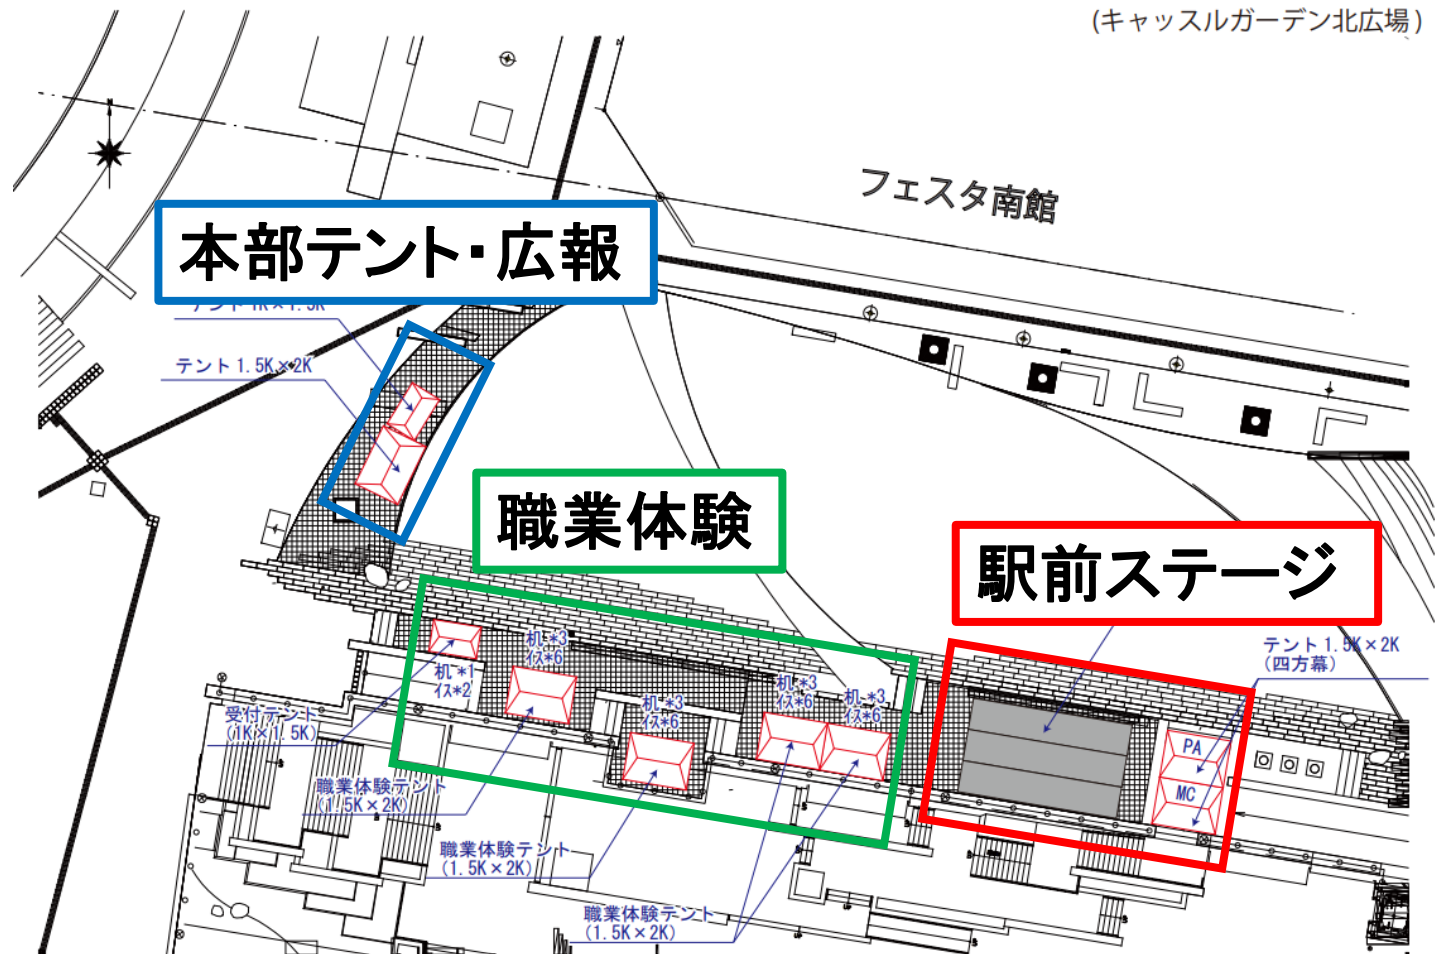 (キャッスルガーデン北広場)
フェスタ南館
本部テント・広報
テント 1K×1.5K
テント 1.5K×2K
職業体験
駅前ステージ
テント 1.5K×2K
(四方幕)
机 *3
イス*6
机 *1
イス*2
机 *3
イス*6
机 *3
イス*6
机 *3
イス*6
受付テント
(1K×1.5K)
PA
MC
職業体験テント
(1.5K×2K)
職業体験テント
(1.5K×2K)
職業体験テント
(1.5K×2K)